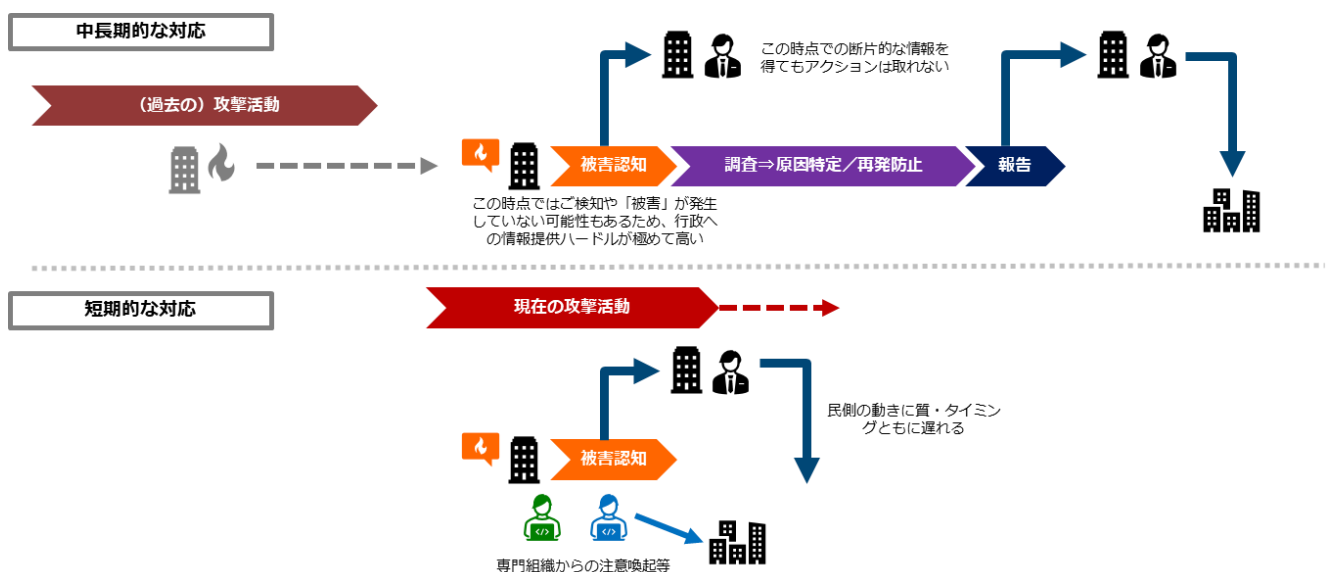 中長期的な対応
この時点での断片的な情報を
得てもアクションは取れない
（過去の）攻撃活動
被害認知
調査⇒原因特定／再発防止
報告
この時点ではご検知や「被害」が発生
していない可能性もあるため、行政へ
の情報提供ハードルが極めて高い
短期的な対応
現在の攻撃活動
民側の動きに質・タイミン
グともに遅れる
被害認知
</>
</>
専門組織からの注意喚起等